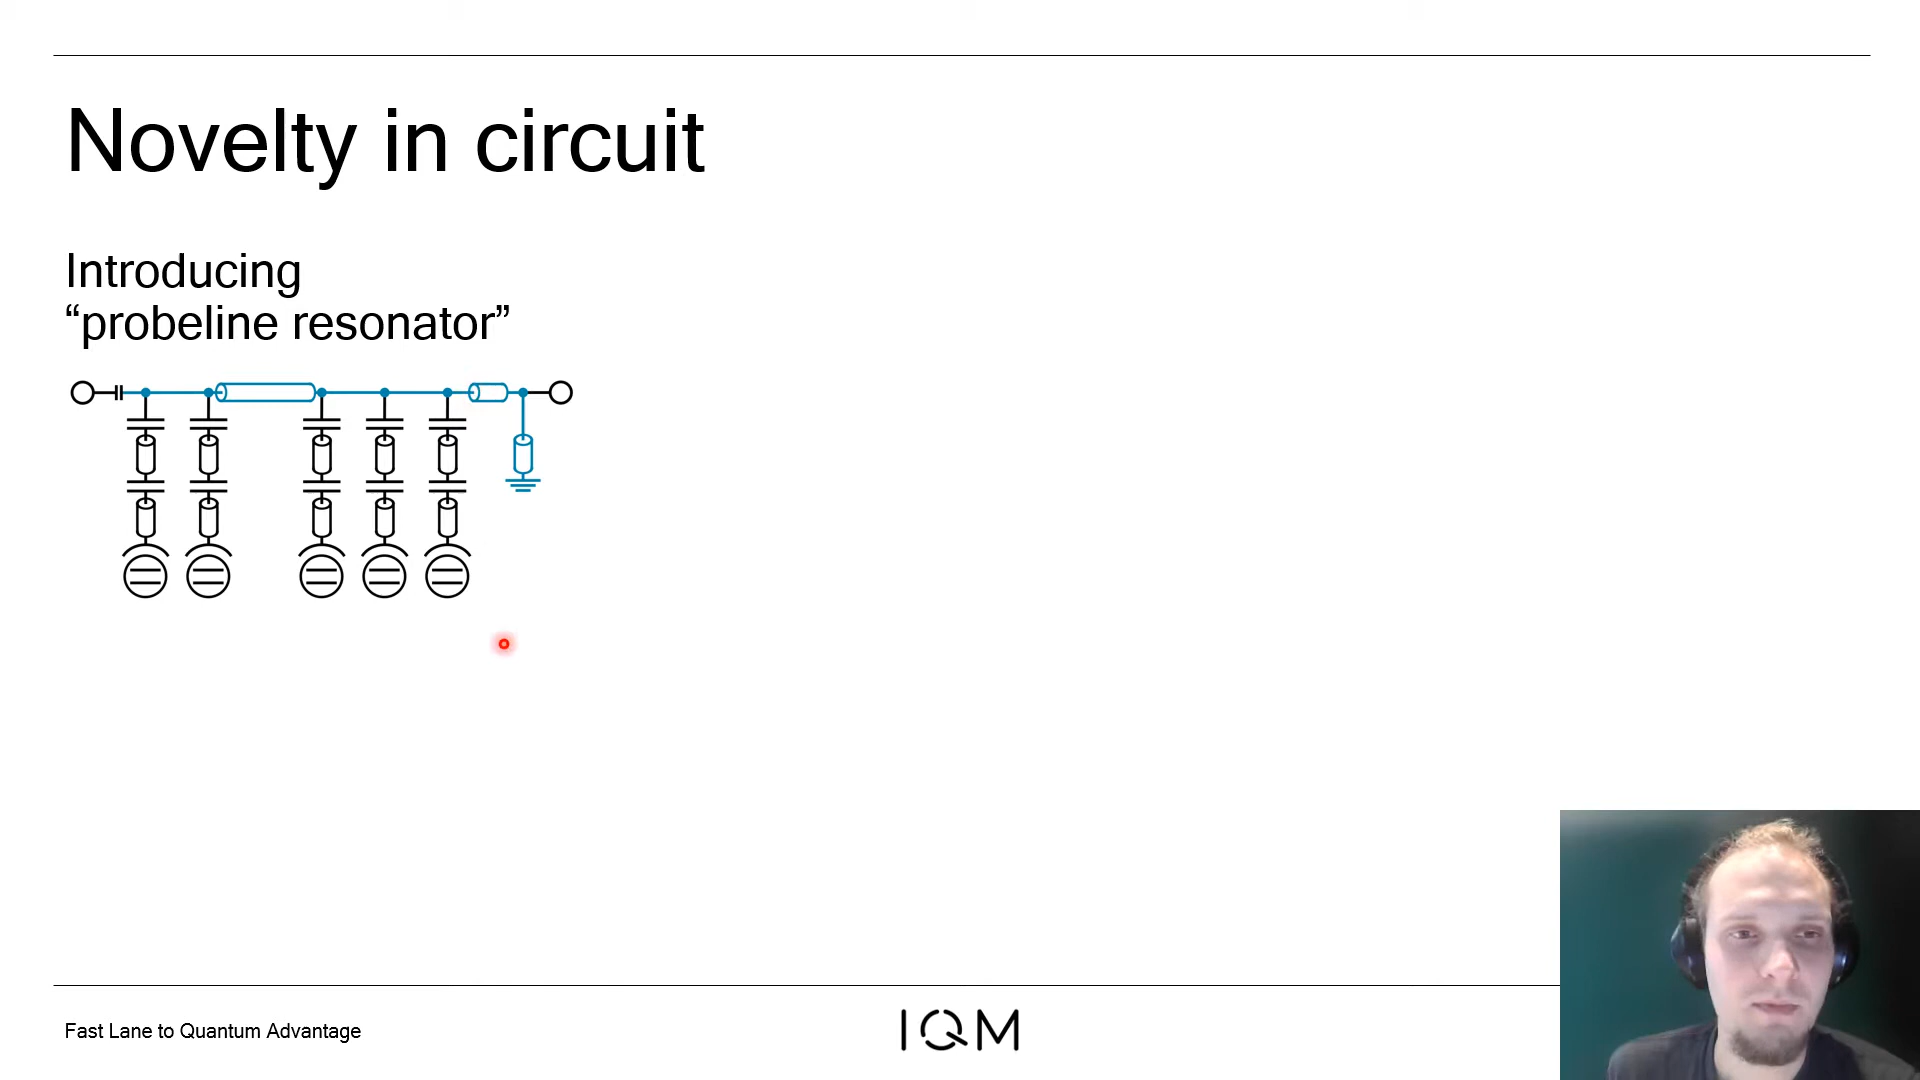 Novelty in circuit
Introducing
“probeline resonator”
Fast Lane to Quantum Advantage
IQM